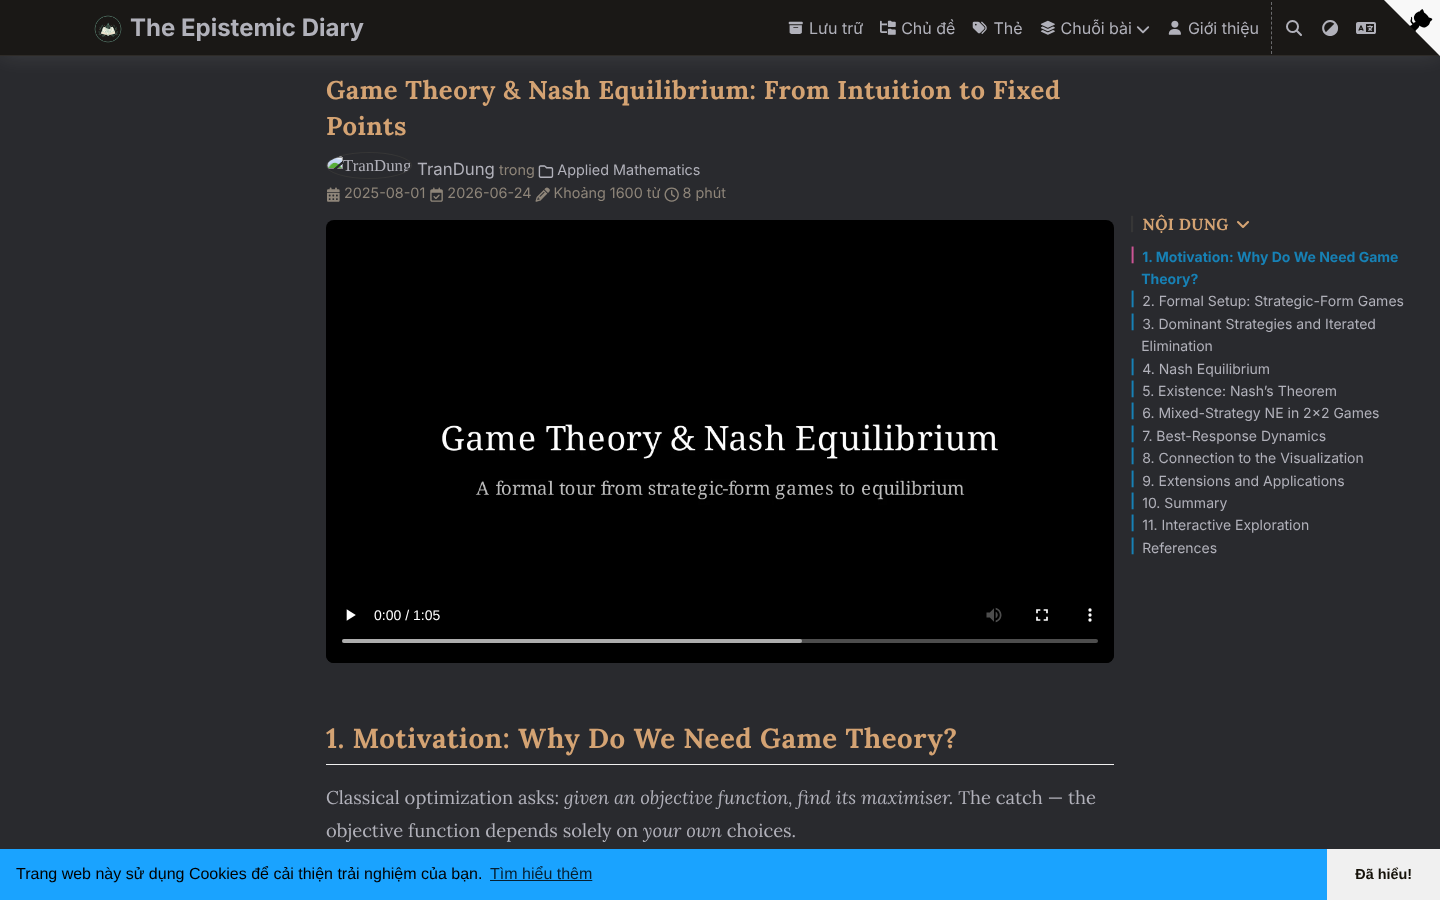 The Epistemic Diary
Lưu trữ Chủ đề Thẻ Chuỗi bài Giới thiệu
Game Theory & Nash Equilibrium: From Intuition to Fixed
Points
TranDung TranDung trong Applied Mathematics
2025-08-01 2026-06-24 Khoảng 1600 từ 8 phút
Game Theory & Nash Equilibrium
A formal tour from strategic-form games to equilibrium
0:00 / 1:05
NỘI DUNG
1. Motivation: Why Do We Need Game
Theory?
2. Formal Setup: Strategic-Form Games
3. Dominant Strategies and Iterated
Elimination
4. Nash Equilibrium
5. Existence: Nash’s Theorem
6. Mixed-Strategy NE in 2×2 Games
7. Best-Response Dynamics
8. Connection to the Visualization
9. Extensions and Applications
10. Summary
11. Interactive Exploration
References
1. Motivation: Why Do We Need Game Theory?
Classical optimization asks: given an objective function, find its maximiser. The catch — the
objective function depends solely on your own choices.
Trang web này sử dụng Cookies để cải thiện trải nghiệm của bạn. Tìm hiểu thêm
Đã hiểu!